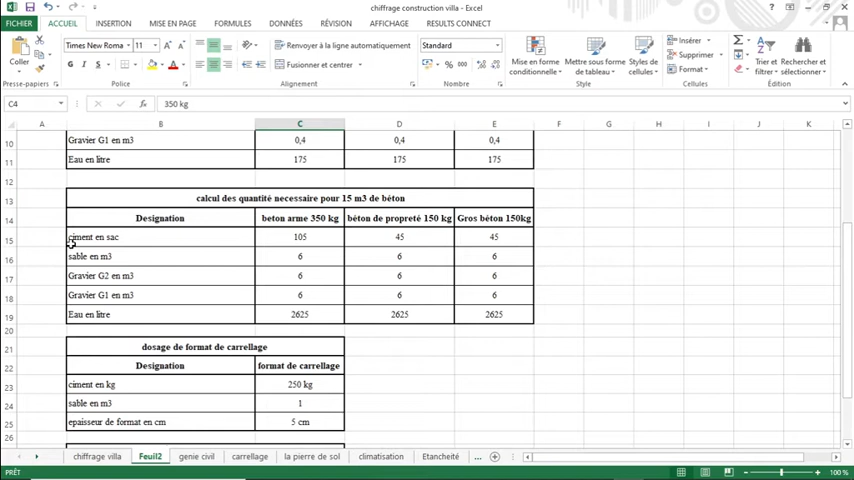 chiffrage construction villa - Excel
FICHIER ACCUEIL INSERTION MISE EN PAGE FORMULES DONNÉES RÉVISION AFFICHAGE RESULTS CONNECT
Times New Roma 11 Renvoyer à la ligne automatiquement Standard Insérer
Coller G I S Fusionner et centrer % Mise en forme conditionnelle Mettre sous forme de tableau Styles de cellules Supprimer Format Trier et filtrer Rechercher et sélectionner
Presse-papiers Police Alignement Nombre Style Cellules Édition
C4 fx 350 kg
A B C D E F G H I J K
10 Gravier G1 en m3 0,4 0,4 0,4
11 Eau en litre 175 175 175
12
13 calcul des quantité necessaire pour 15 m3 de béton
14 Designation beton arme 350 kg béton de propreté 150 kg Gros béton 150kg
15 ciment en sac 105 45 45
16 sable en m3 6 6 6
17 Gravier G2 en m3 6 6 6
18 Gravier G1 en m3 6 6 6
19 Eau en litre 2625 2625 2625
20
21 dosage de format de carrellage
22 Designation format de carrellage
23 ciment en kg 250 kg
24 sable en m3 1
25 epaisseur de format en cm 5 cm
26
chiffrage villa Feuil2 genie civil carrellage la pierre de sol climatisation Etancheité ...
PRÊT 100 %